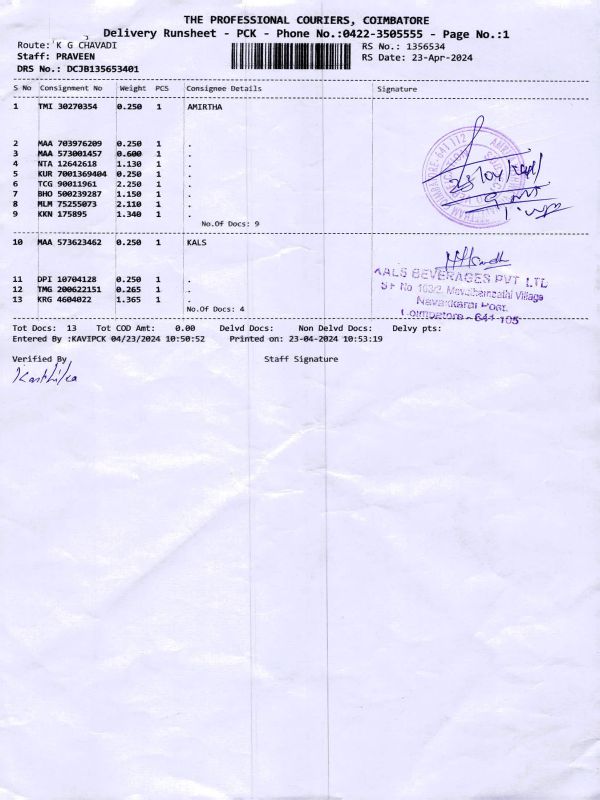 THE PROFESSIONAL COURIERS, COIMBATORE
Delivery Runsheet - PCK - Phone No.:0422-3505555 - Page No.:1
Route: K G CHAVADI RS No.: 1356534
Staff: PRAVEEN RS Date: 23-Apr-2024
DRS No.: DCJB135653401
S No Consignment No Weight PCS Consignee Details Signature
1 TMI 30270354 0.250 1 AMIRTHA
2 MAA 703976209 0.250 1 .
3 MAA 573001457 0.600 1 .
4 NTA 12642618 1.130 1 .
5 KUR 7001369404 0.250 1 .
6 TCG 90011961 2.250 1 .
7 BHO 500239287 1.150 1 .
8 MLM 75255073 2.110 1 .
9 KKN 175895 1.340 1 .
No.Of Docs: 9
10 MAA 573623462 0.250 1 KALS
KALS BEVERAGES PVT LTD
11 DPI 10704128 0.250 1 .
12 TMG 200622151 0.265 1 .
13 KRG 4604022 1.365 1 .
Navakkarai Post,
No.Of Docs: 4
Coimbatore - 641 105
Tot Docs: 13 Tot COD Amt: 0.00 Delvd Docs: Non Delvd Docs: Delvy pts:
Entered By :KAVIPCK 04/23/2024 10:50:52 Printed on: 23-04-2024 10:53:19
Verified By Staff Signature
Karthika